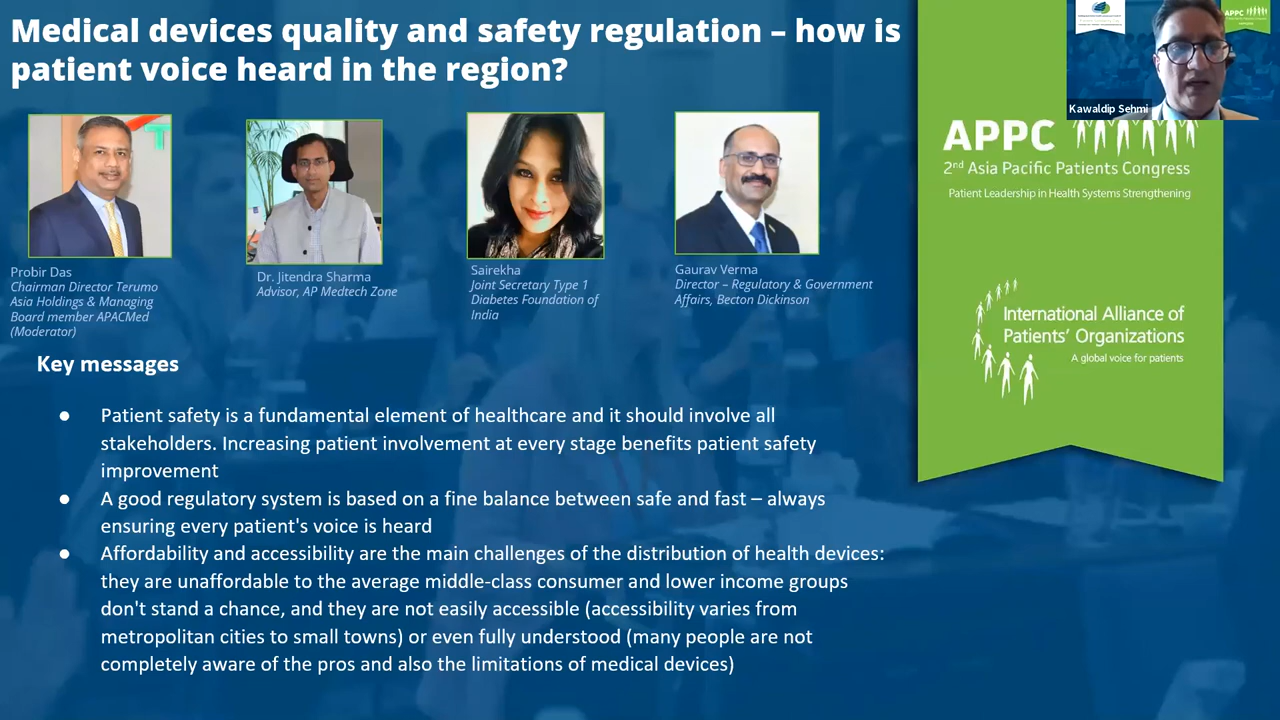 Medical devices quality and safety regulation – how is
patient voice heard in the region?
Probir Das
Chairman Director Terumo
Asia Holdings & Managing
Board member APACMed
(Moderator)
Dr. Jitendra Sharma
Advisor, AP Medtech Zone
Sairekha
Joint Secretary Type 1
Diabetes Foundation of
India
Gaurav Verma
Director – Regulatory & Government
Affairs, Becton Dickinson
Key messages
● Patient safety is a fundamental element of healthcare and it should involve all
stakeholders. Increasing patient involvement at every stage benefits patient safety
improvement
● A good regulatory system is based on a fine balance between safe and fast – always
ensuring every patient's voice is heard
● Affordability and accessibility are the main challenges of the distribution of health devices:
they are unaffordable to the average middle-class consumer and lower income groups
don't stand a chance, and they are not easily accessible (accessibility varies from
metropolitan cities to small towns) or even fully understood (many people are not
completely aware of the pros and also the limitations of medical devices)
APPC
Kawaldip Sehmi
APPC
2nd Asia Pacific Patients Congress
Patient Leadership in Health Systems Strengthening
International Alliance of
Patients' Organizations
A global voice for patients